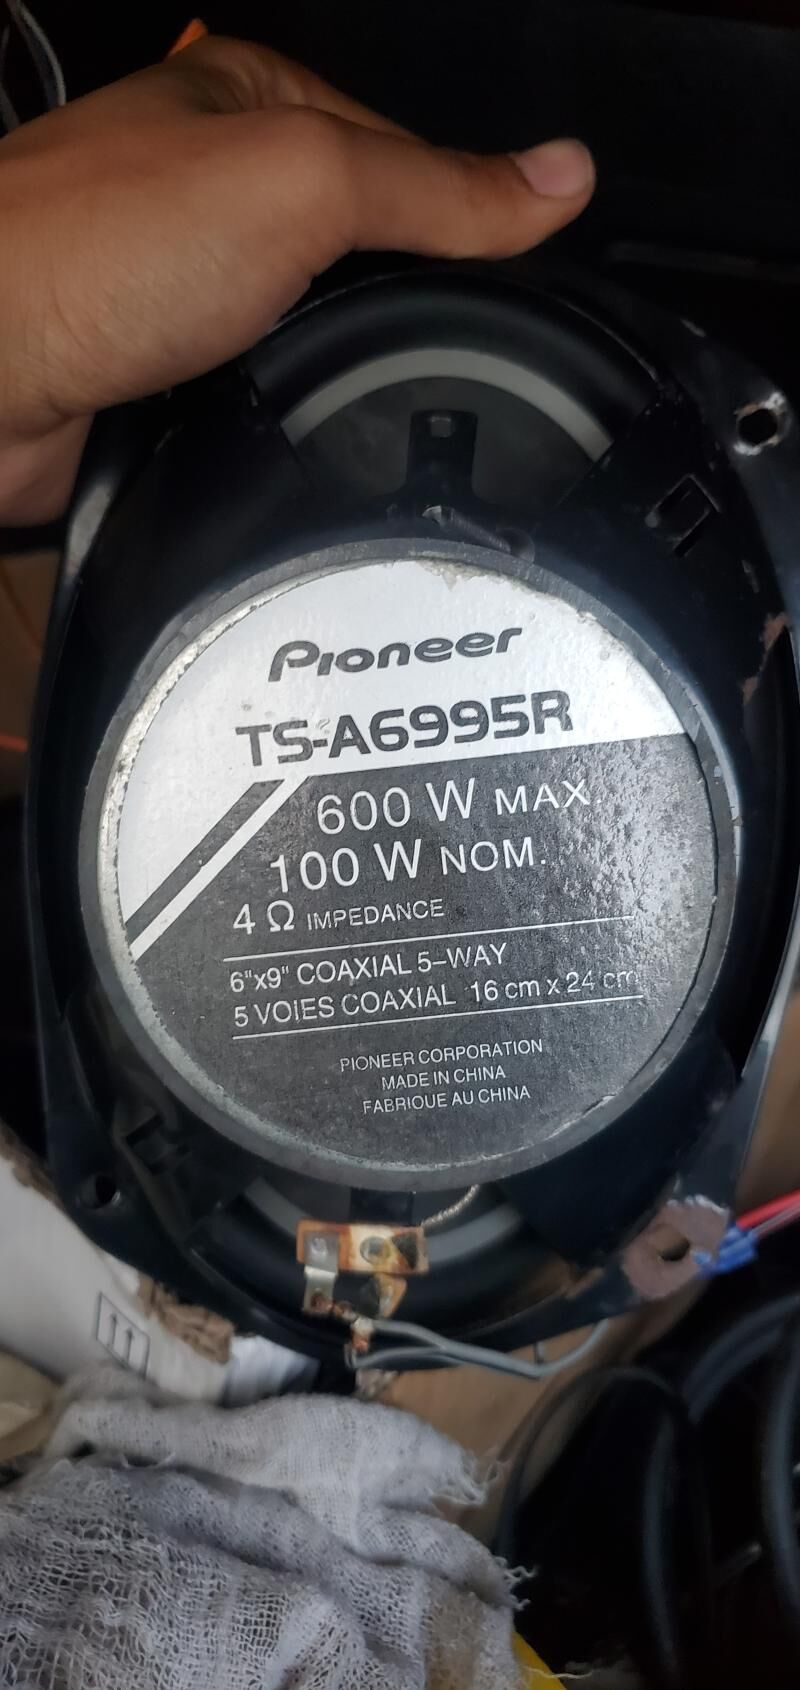 Pioneer
TS-A6995R
600 W MAX.
100 W NOM.
4 Ω IMPEDANCE
6"x9" COAXIAL 5-WAY
5 VOIES COAXIAL 16 cm x 24 cm
PIONEER CORPORATION
MADE IN CHINA
FABRIOUE AU CHINA